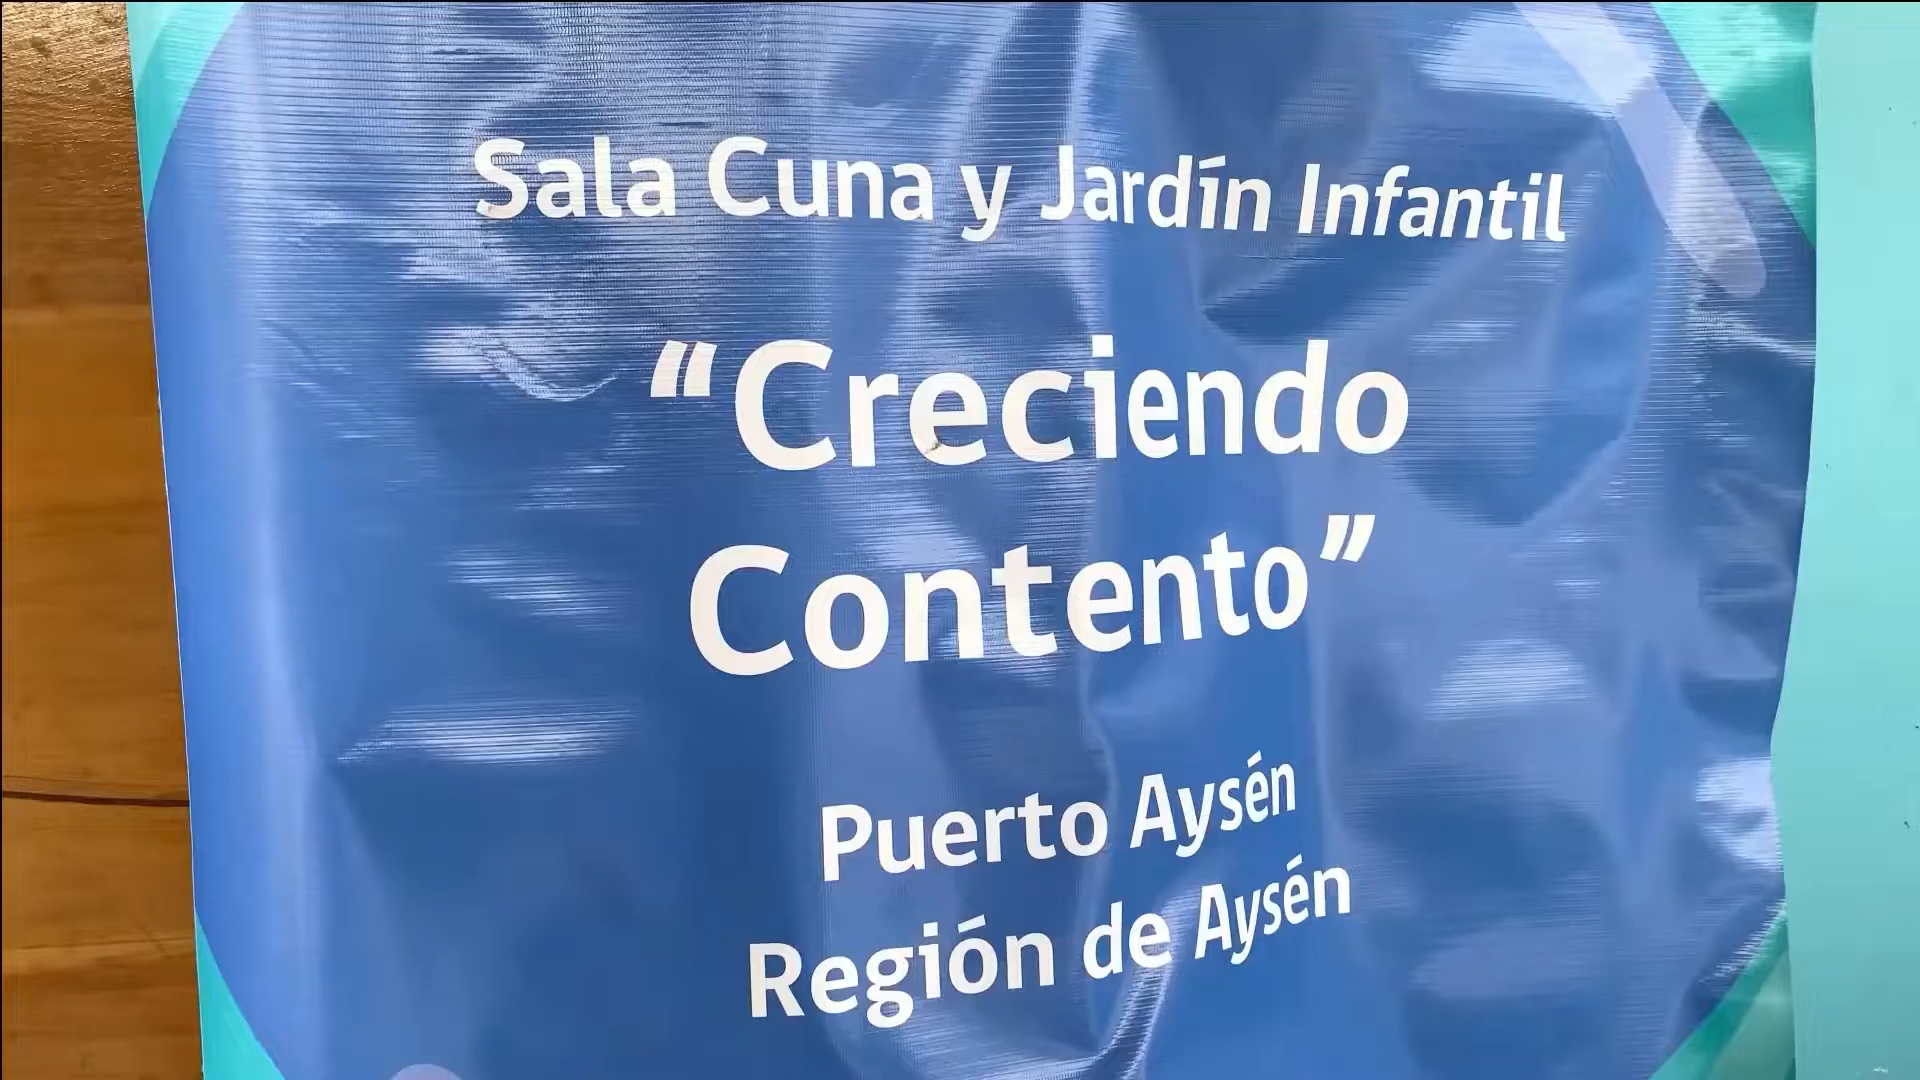 Sala Cuna y Jardín Infantil
“Creciendo
Contento”
Puerto Aysén
Región de Aysén